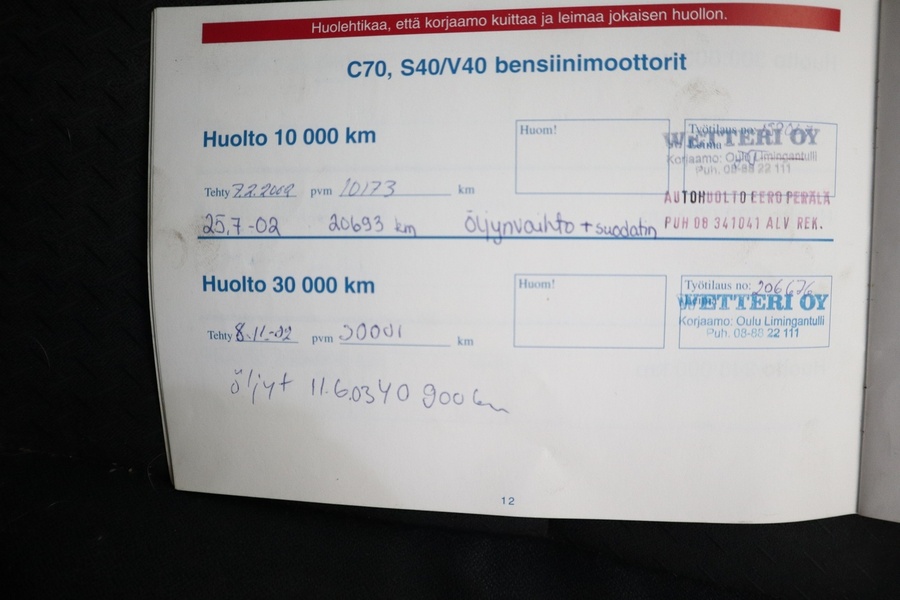 Huolehtikaa, että korjaamo kuittaa ja leimaa jokaisen huollon.
C70, S40/V40 bensiinimoottorit
Huolto 10 000 km
Huom!
Työtilaus no:
WETTERI OY
Korjaamo: Oulu Limingantulli
Puh. 08-88 22 111
Tehty 7.2.2002 pvm 10173 km
AUTOHUOLTO EERO PERÄLÄ
PUH 08 341041 ALV REK.
25.7-02 20693 km öljynvaihto + suodatin
Huolto 30 000 km
Huom!
Työtilaus no: 206676
WETTERI OY
Korjaamo: Oulu Limingantulli
Puh. 08-88 22 111
Tehty 8.11-02 pvm 30001 km
öljyt 11.6.03 40 900 km
12